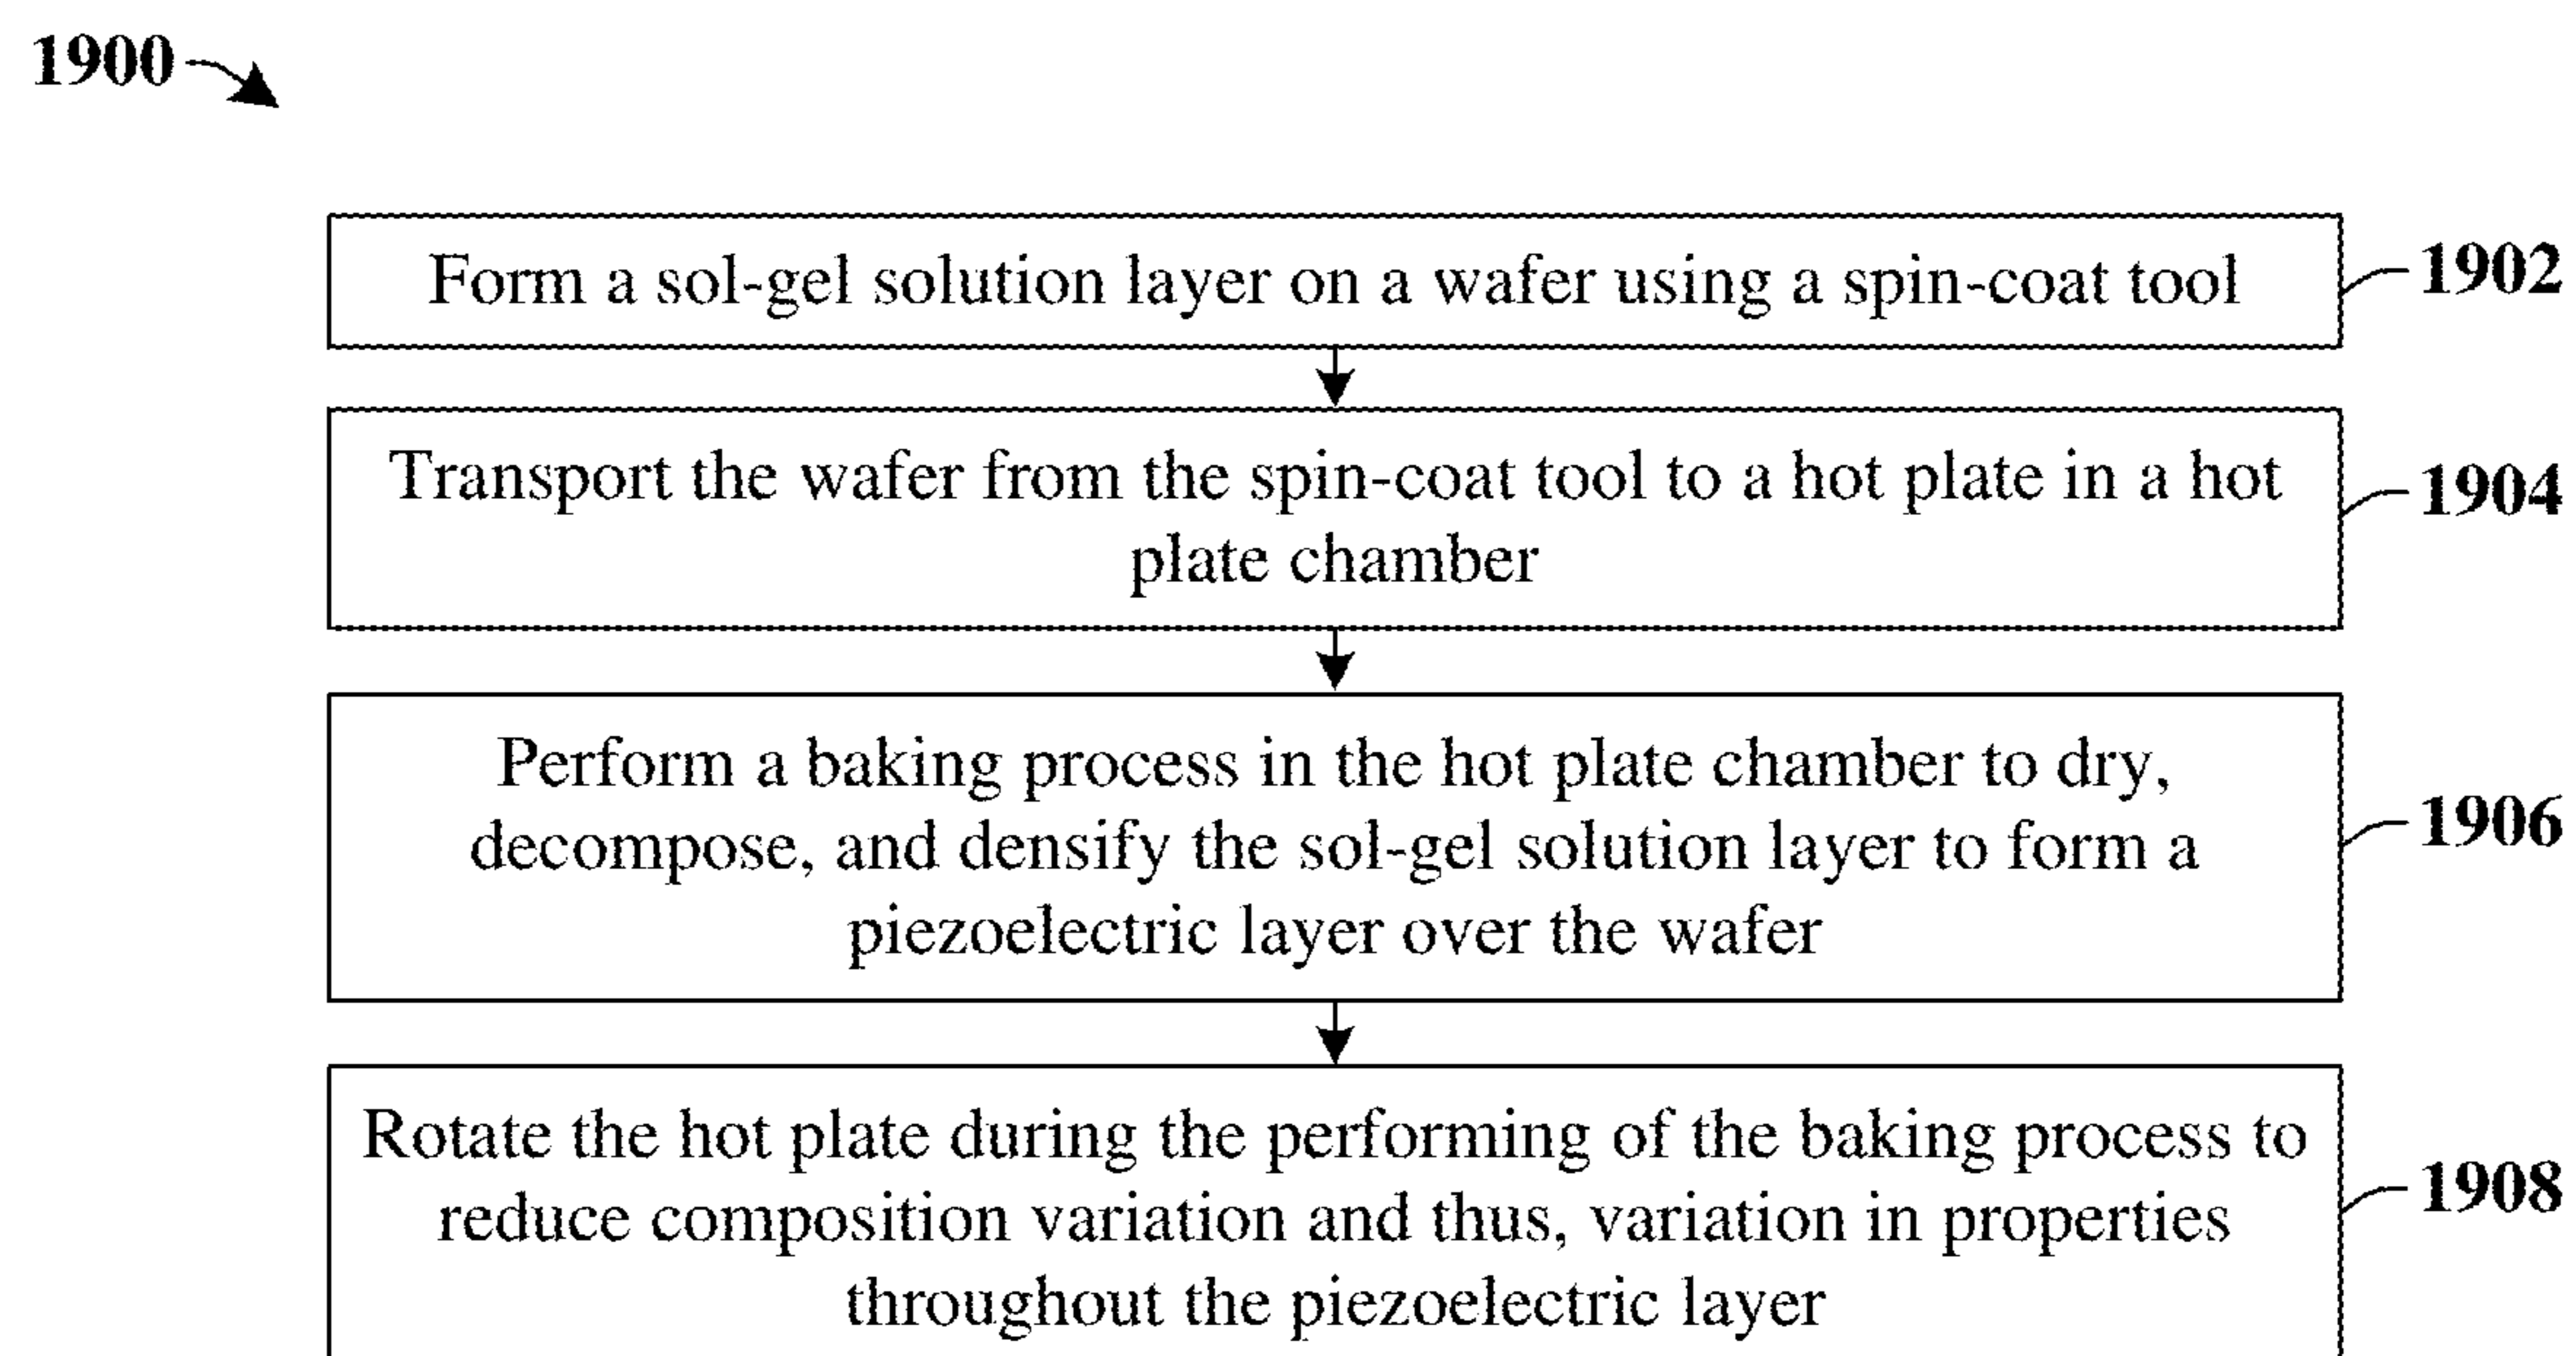 1900
Form a sol-gel solution layer on a wafer using a spin-coat tool
1902
Transport the wafer from the spin-coat tool to a hot plate in a hot
plate chamber
1904
Perform a baking process in the hot plate chamber to dry,
decompose, and densify the sol-gel solution layer to form a
piezoelectric layer over the wafer
1906
Rotate the hot plate during the performing of the baking process to
reduce composition variation and thus, variation in properties
throughout the piezoelectric layer
1908